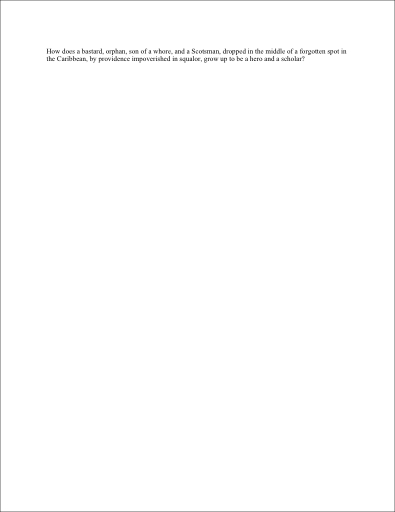 How does a bastard, orphan, son of a whore, and a Scotsman, dropped in the middle of a forgotten spot in
the Caribbean, by providence impoverished in squalor, grow up to be a hero and a scholar?